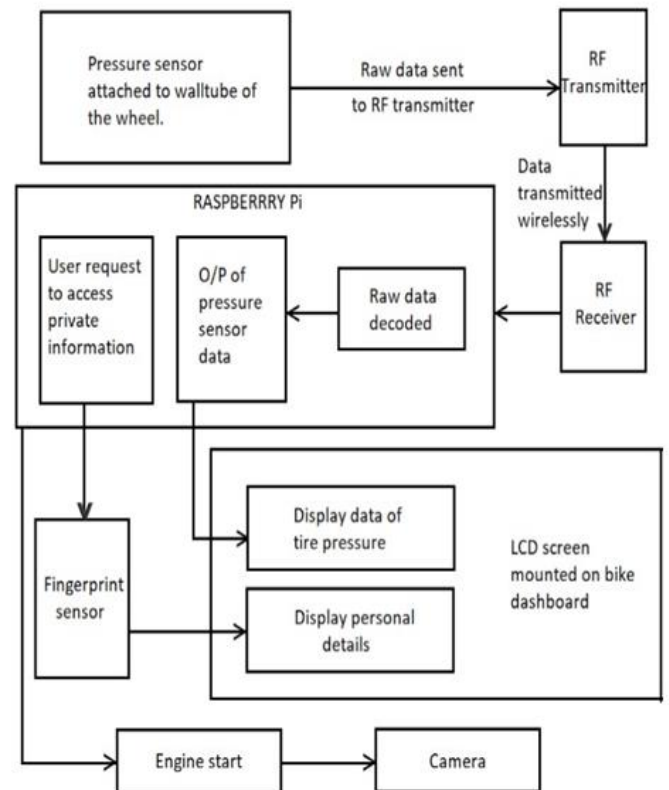 Pressure sensor
attached to walltube of
the wheel.
Raw data sent
to RF transmitter
RF
Transmitter
Data
transmitted
wirelessly
RASPBERRRY Pi
User request
to access
private
information
O/P of
pressure
sensor
data
Raw data
decoded
RF
Receiver
Display data of
tire pressure
LCD screen
mounted on bike
dashboard
Fingerprint
sensor
Display personal
details
Engine start
Camera